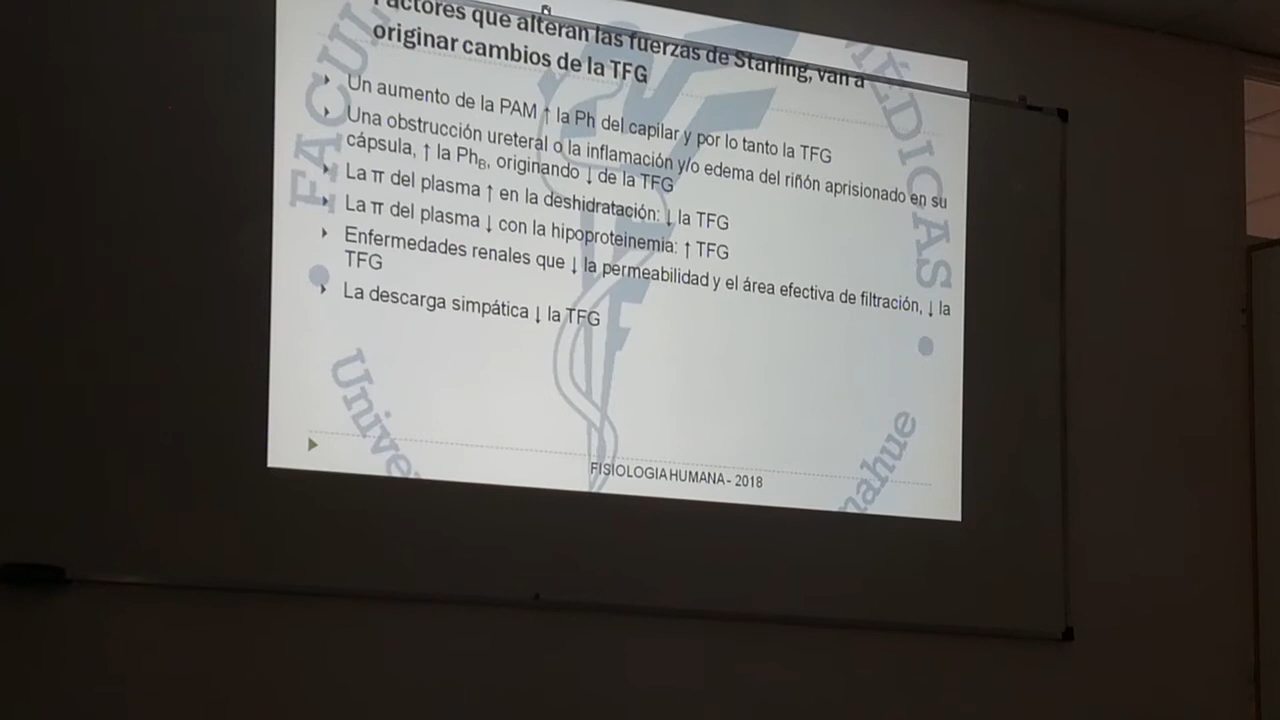 Factores que alteran las fuerzas de Starling, van a
originar cambios de la TFG
Un aumento de la PAM ↑ la Ph del capilar y por lo tanto la TFG
Una obstrucción ureteral o la inflamación y/o edema del riñón aprisionado en su
cápsula, ↑ la PhB, originando ↓ de la TFG
La π del plasma ↑ en la deshidratación: ↓ la TFG
La π del plasma ↓ con la hipoproteinemia: ↑ TFG
Enfermedades renales que ↓ la permeabilidad y el área efectiva de filtración, ↓ la
TFG
La descarga simpática ↓ la TFG
FISIOLOGIA HUMANA - 2018
FACUL
MÉDICAS
Unive
mahue